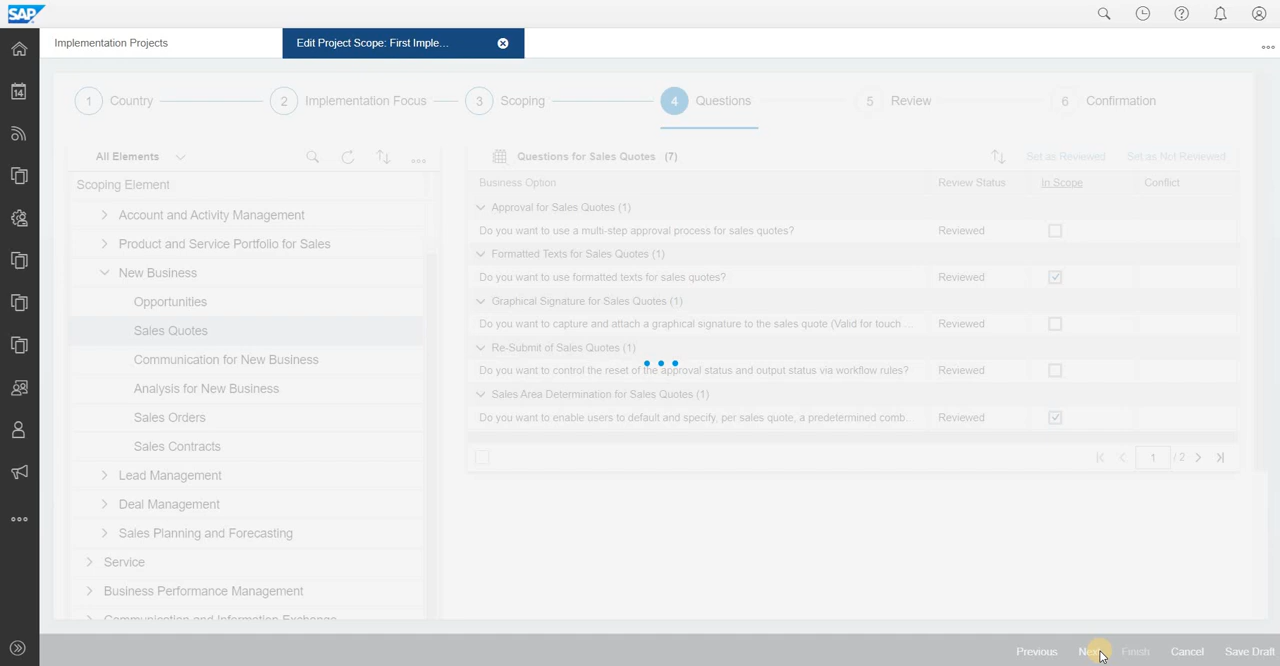 SAP
Implementation Projects
Edit Project Scope: First Imple...
14
1 Country
2 Implementation Focus
3 Scoping
4 Questions
5 Review
6 Confirmation
All Elements
Scoping Element
Account and Activity Management
Product and Service Portfolio for Sales
New Business
Opportunities
Sales Quotes
Communication for New Business
Analysis for New Business
Sales Orders
Sales Contracts
Lead Management
Deal Management
Sales Planning and Forecasting
Service
Business Performance Management
Communication and Information Exchange
Questions for Sales Quotes (7)
Set as Reviewed Set as Not Reviewed
Business Option Review Status In Scope Conflict
Approval for Sales Quotes (1)
Do you want to use a multi-step approval process for sales quotes? Reviewed
Formatted Texts for Sales Quotes (1)
Do you want to use formatted texts for sales quotes? Reviewed
Graphical Signature for Sales Quotes (1)
Do you want to capture and attach a graphical signature to the sales quote (Valid for touch ... Reviewed
Re-Submit of Sales Quotes (1)
Do you want to control the reset of the approval status and output status via workflow rules? Reviewed
Sales Area Determination for Sales Quotes (1)
Do you want to enable users to default and specify, per sales quote, a predetermined comb... Reviewed
1 / 2
Previous Next Finish Cancel Save Draft